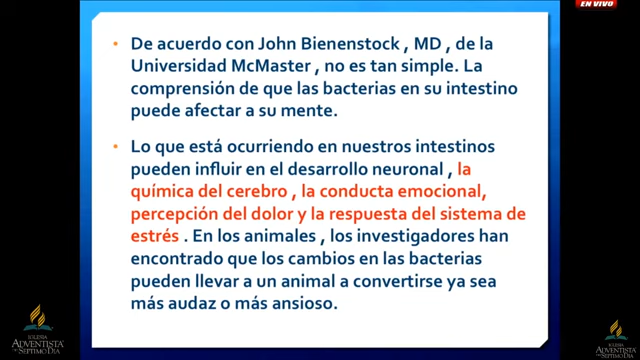 EN VIVO
• De acuerdo con John Bienenstock , MD , de la
Universidad McMaster , no es tan simple. La
comprensión de que las bacterias en su intestino
puede afectar a su mente.
• Lo que está ocurriendo en nuestros intestinos
pueden influir en el desarrollo neuronal , la
química del cerebro , la conducta emocional,
percepción del dolor y la respuesta del sistema de
estrés . En los animales , los investigadores han
encontrado que los cambios en las bacterias
pueden llevar a un animal a convertirse ya sea
más audaz o más ansioso.
IGLESIA
ADVENTISTA
DEL SÉPTIMO DÍA
IGLESIA
ADVENTISTA
DEL SÉPTIMO DÍA